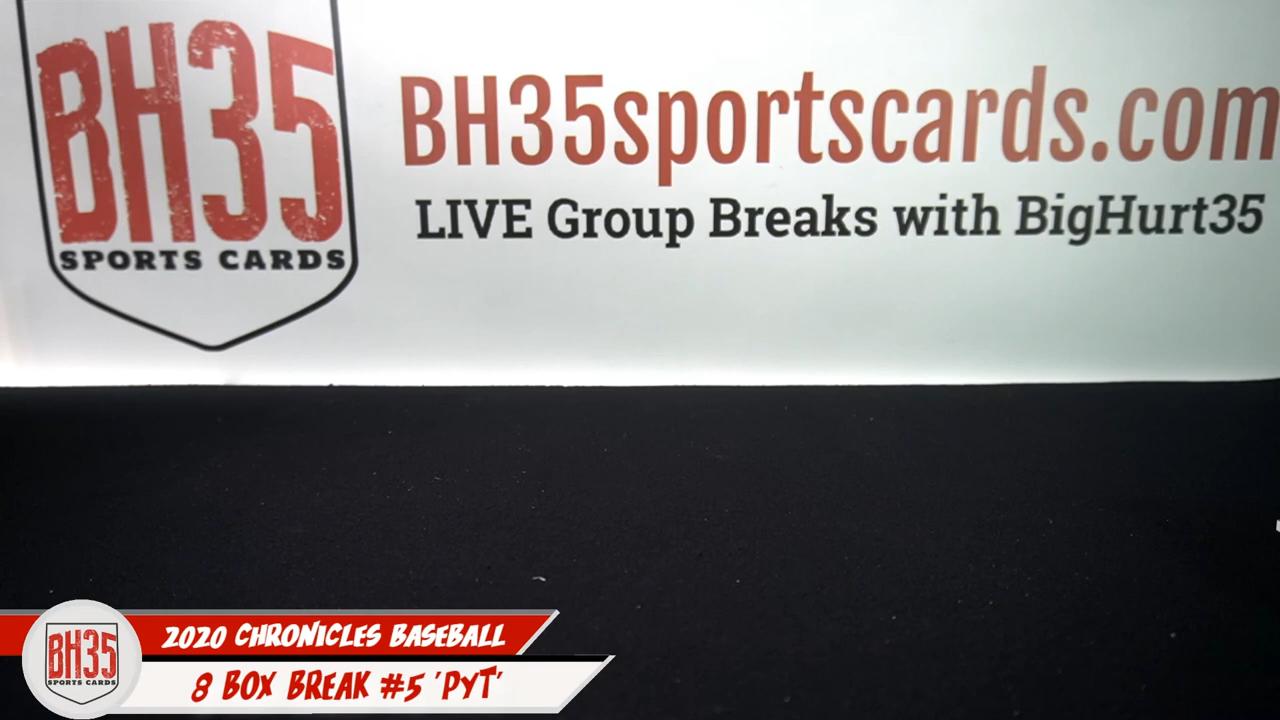 BH35
SPORTS CARDS
BH35sportscards.com
LIVE Group Breaks with BigHurt35
BH35
SPORTS CARDS
2020 CHRONICLES BASEBALL
8 BOX BREAK #5 'PYT'